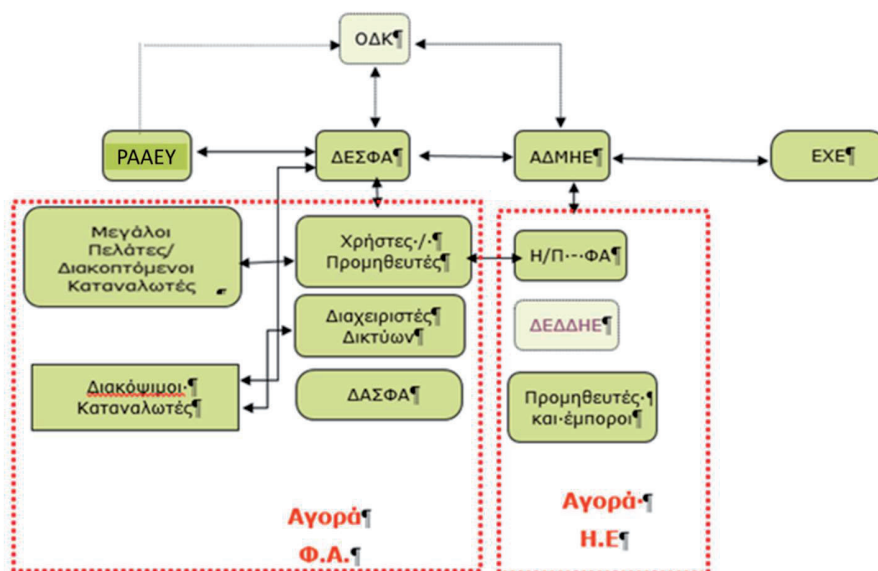 ΟΔΚ¶
ΡΑΑΕΥ
ΔΕΣΦΑ¶
ΑΔΜΗΕ¶
ΕΧΕ¶
Μεγάλοι
Πελάτες/
Διακοπτόμενοι
Καταναλωτές ¶
Χρήστες·/·¶
Προμηθευτές¶
Η/Π·-·ΦΑ¶
Διαχειριστές
Δικτύων¶
ΔΕΔΔΗΕ¶
Διακόψιμοι·¶
Καταναλωτές¶
ΔΑΣΦΑ¶
Προμηθευτές·¶
και·έμποροι¶
Αγορά¶
Φ.Α.¶
Αγορά·¶
Η.Ε¶